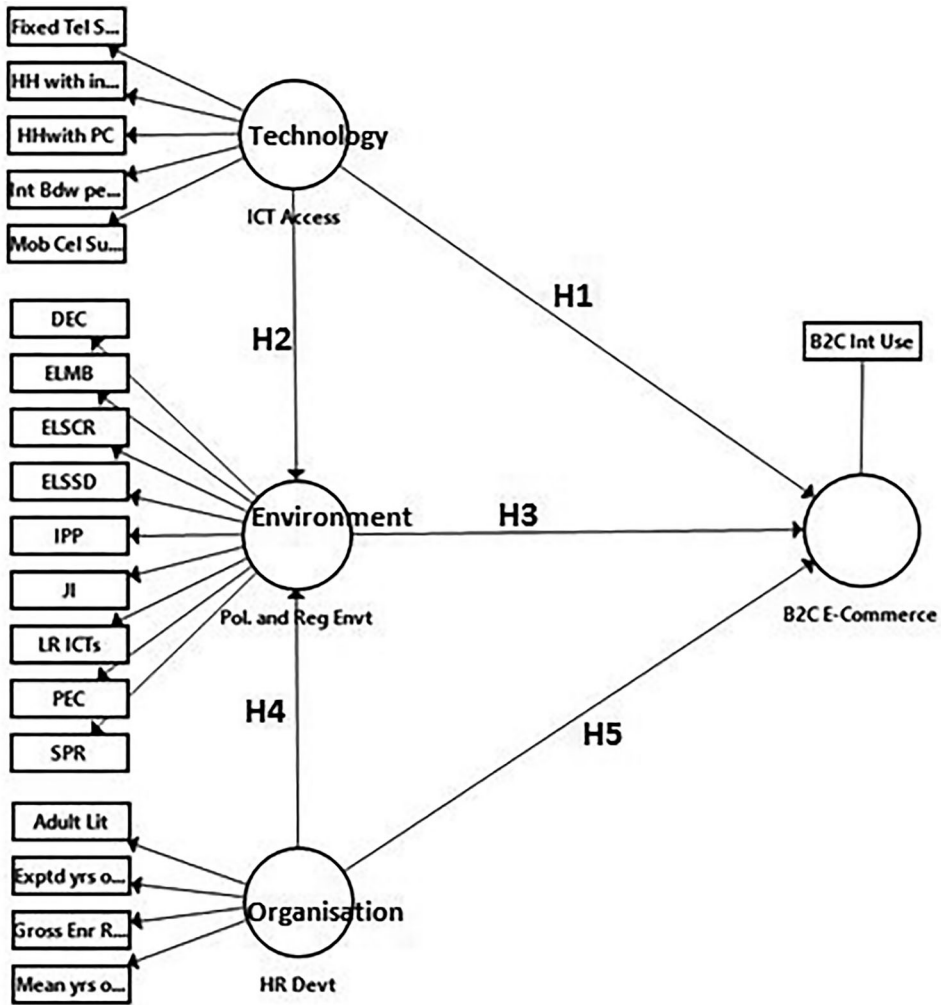 Fixed Tel S...
HH with in...
HHwith PC
Int Bdw pe...
Mob Cel Su...
Technology
ICT Access
H1
H2
B2C Int Use
DEC
ELMB
ELSCR
ELSSD
IPP
JI
LR ICTs
PEC
SPR
Environment
Pol. and Reg Envt
H3
B2C E-Commerce
H4
H5
Adult Lit
Exptd yrs o...
Gross Enr R...
Mean yrs o...
Organisation
HR Devt